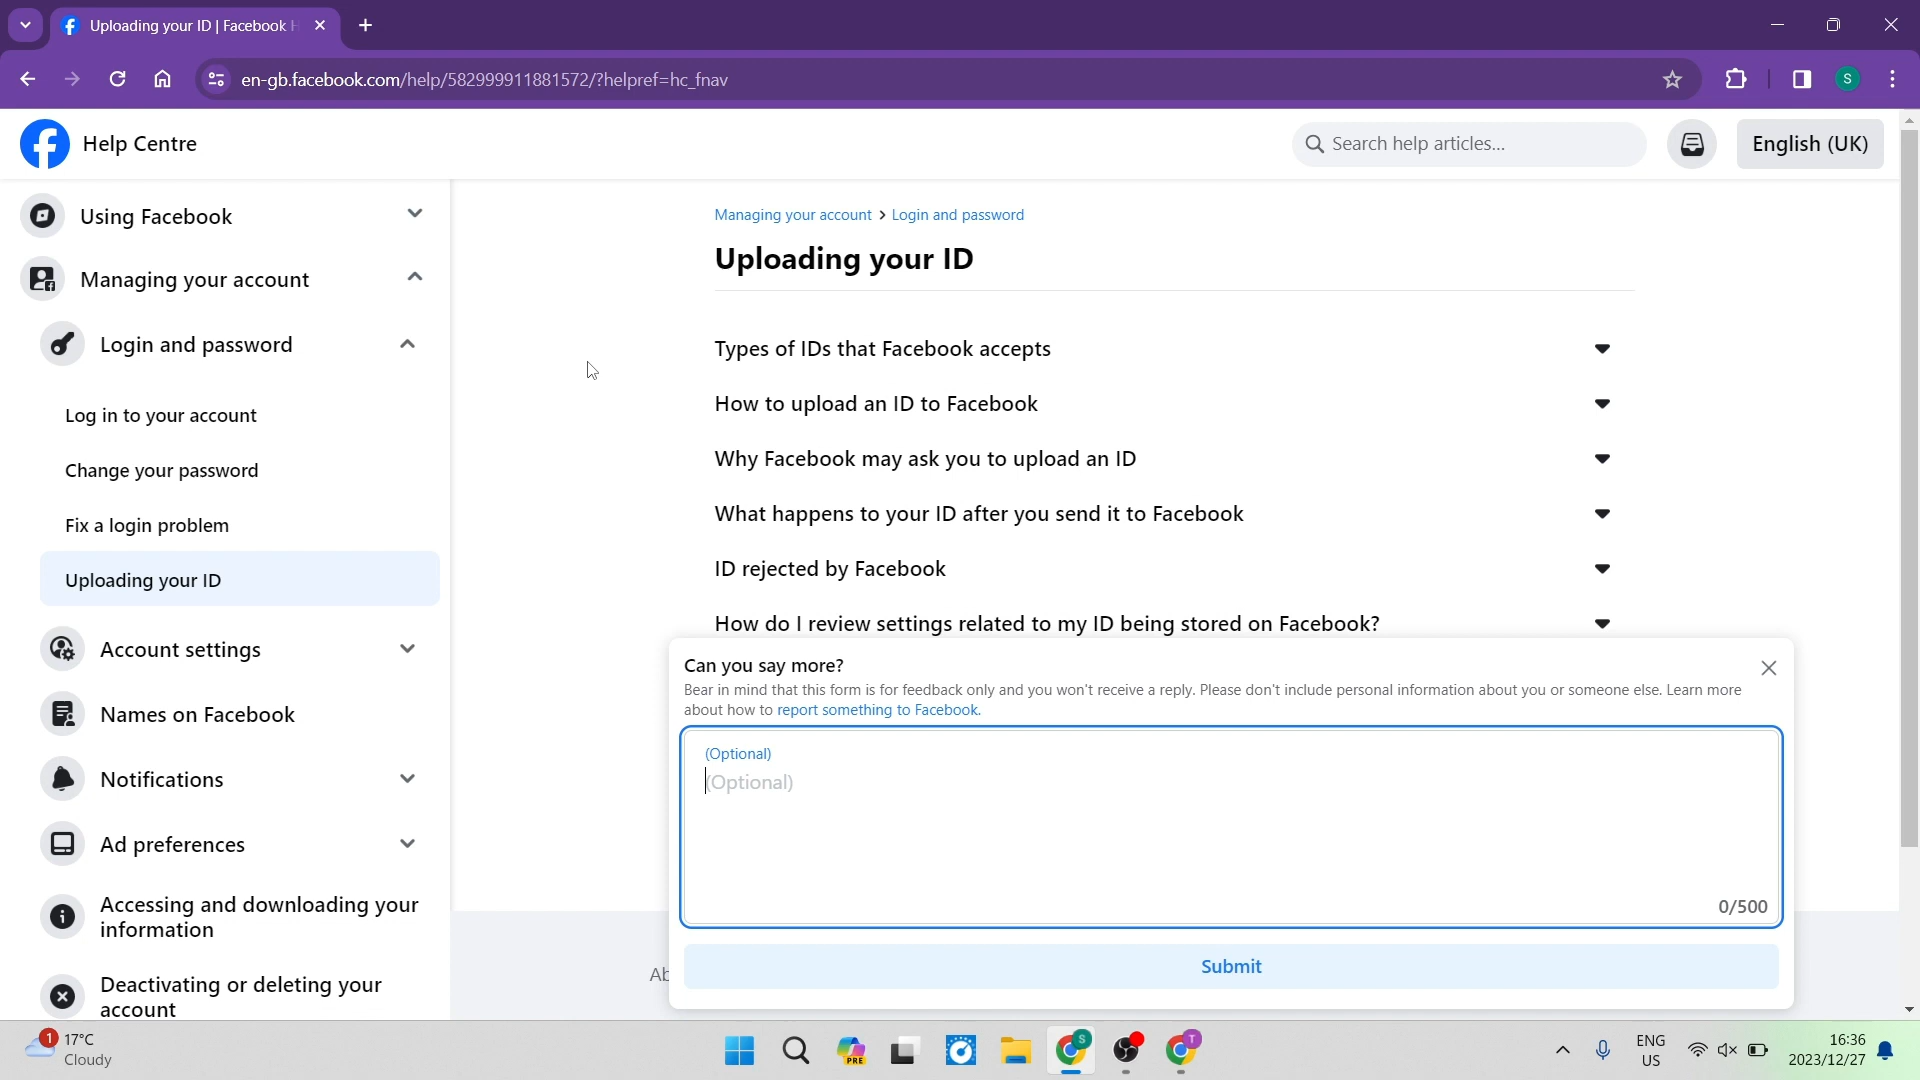 Uploading your ID | Facebook H
en-gb.facebook.com/help/582999911881572/?helpref=hc_fnav
S
Help Centre
Search help articles...
English (UK)
Using Facebook
Managing your account
Login and password
Log in to your account
Change your password
Fix a login problem
Uploading your ID
Account settings
Names on Facebook
Notifications
Ad preferences
Accessing and downloading your
information
Deactivating or deleting your
account
Managing your account > Login and password
Uploading your ID
Types of IDs that Facebook accepts
How to upload an ID to Facebook
Why Facebook may ask you to upload an ID
What happens to your ID after you send it to Facebook
ID rejected by Facebook
How do I review settings related to my ID being stored on Facebook?
Can you say more?
Bear in mind that this form is for feedback only and you won't receive a reply. Please don't include personal information about you or someone else. Learn more
about how to report something to Facebook.
(Optional)
(Optional)
0/500
Submit
Ab
1
17°C
Cloudy
PRE
S
T
ENG
US
16:36
2023/12/27